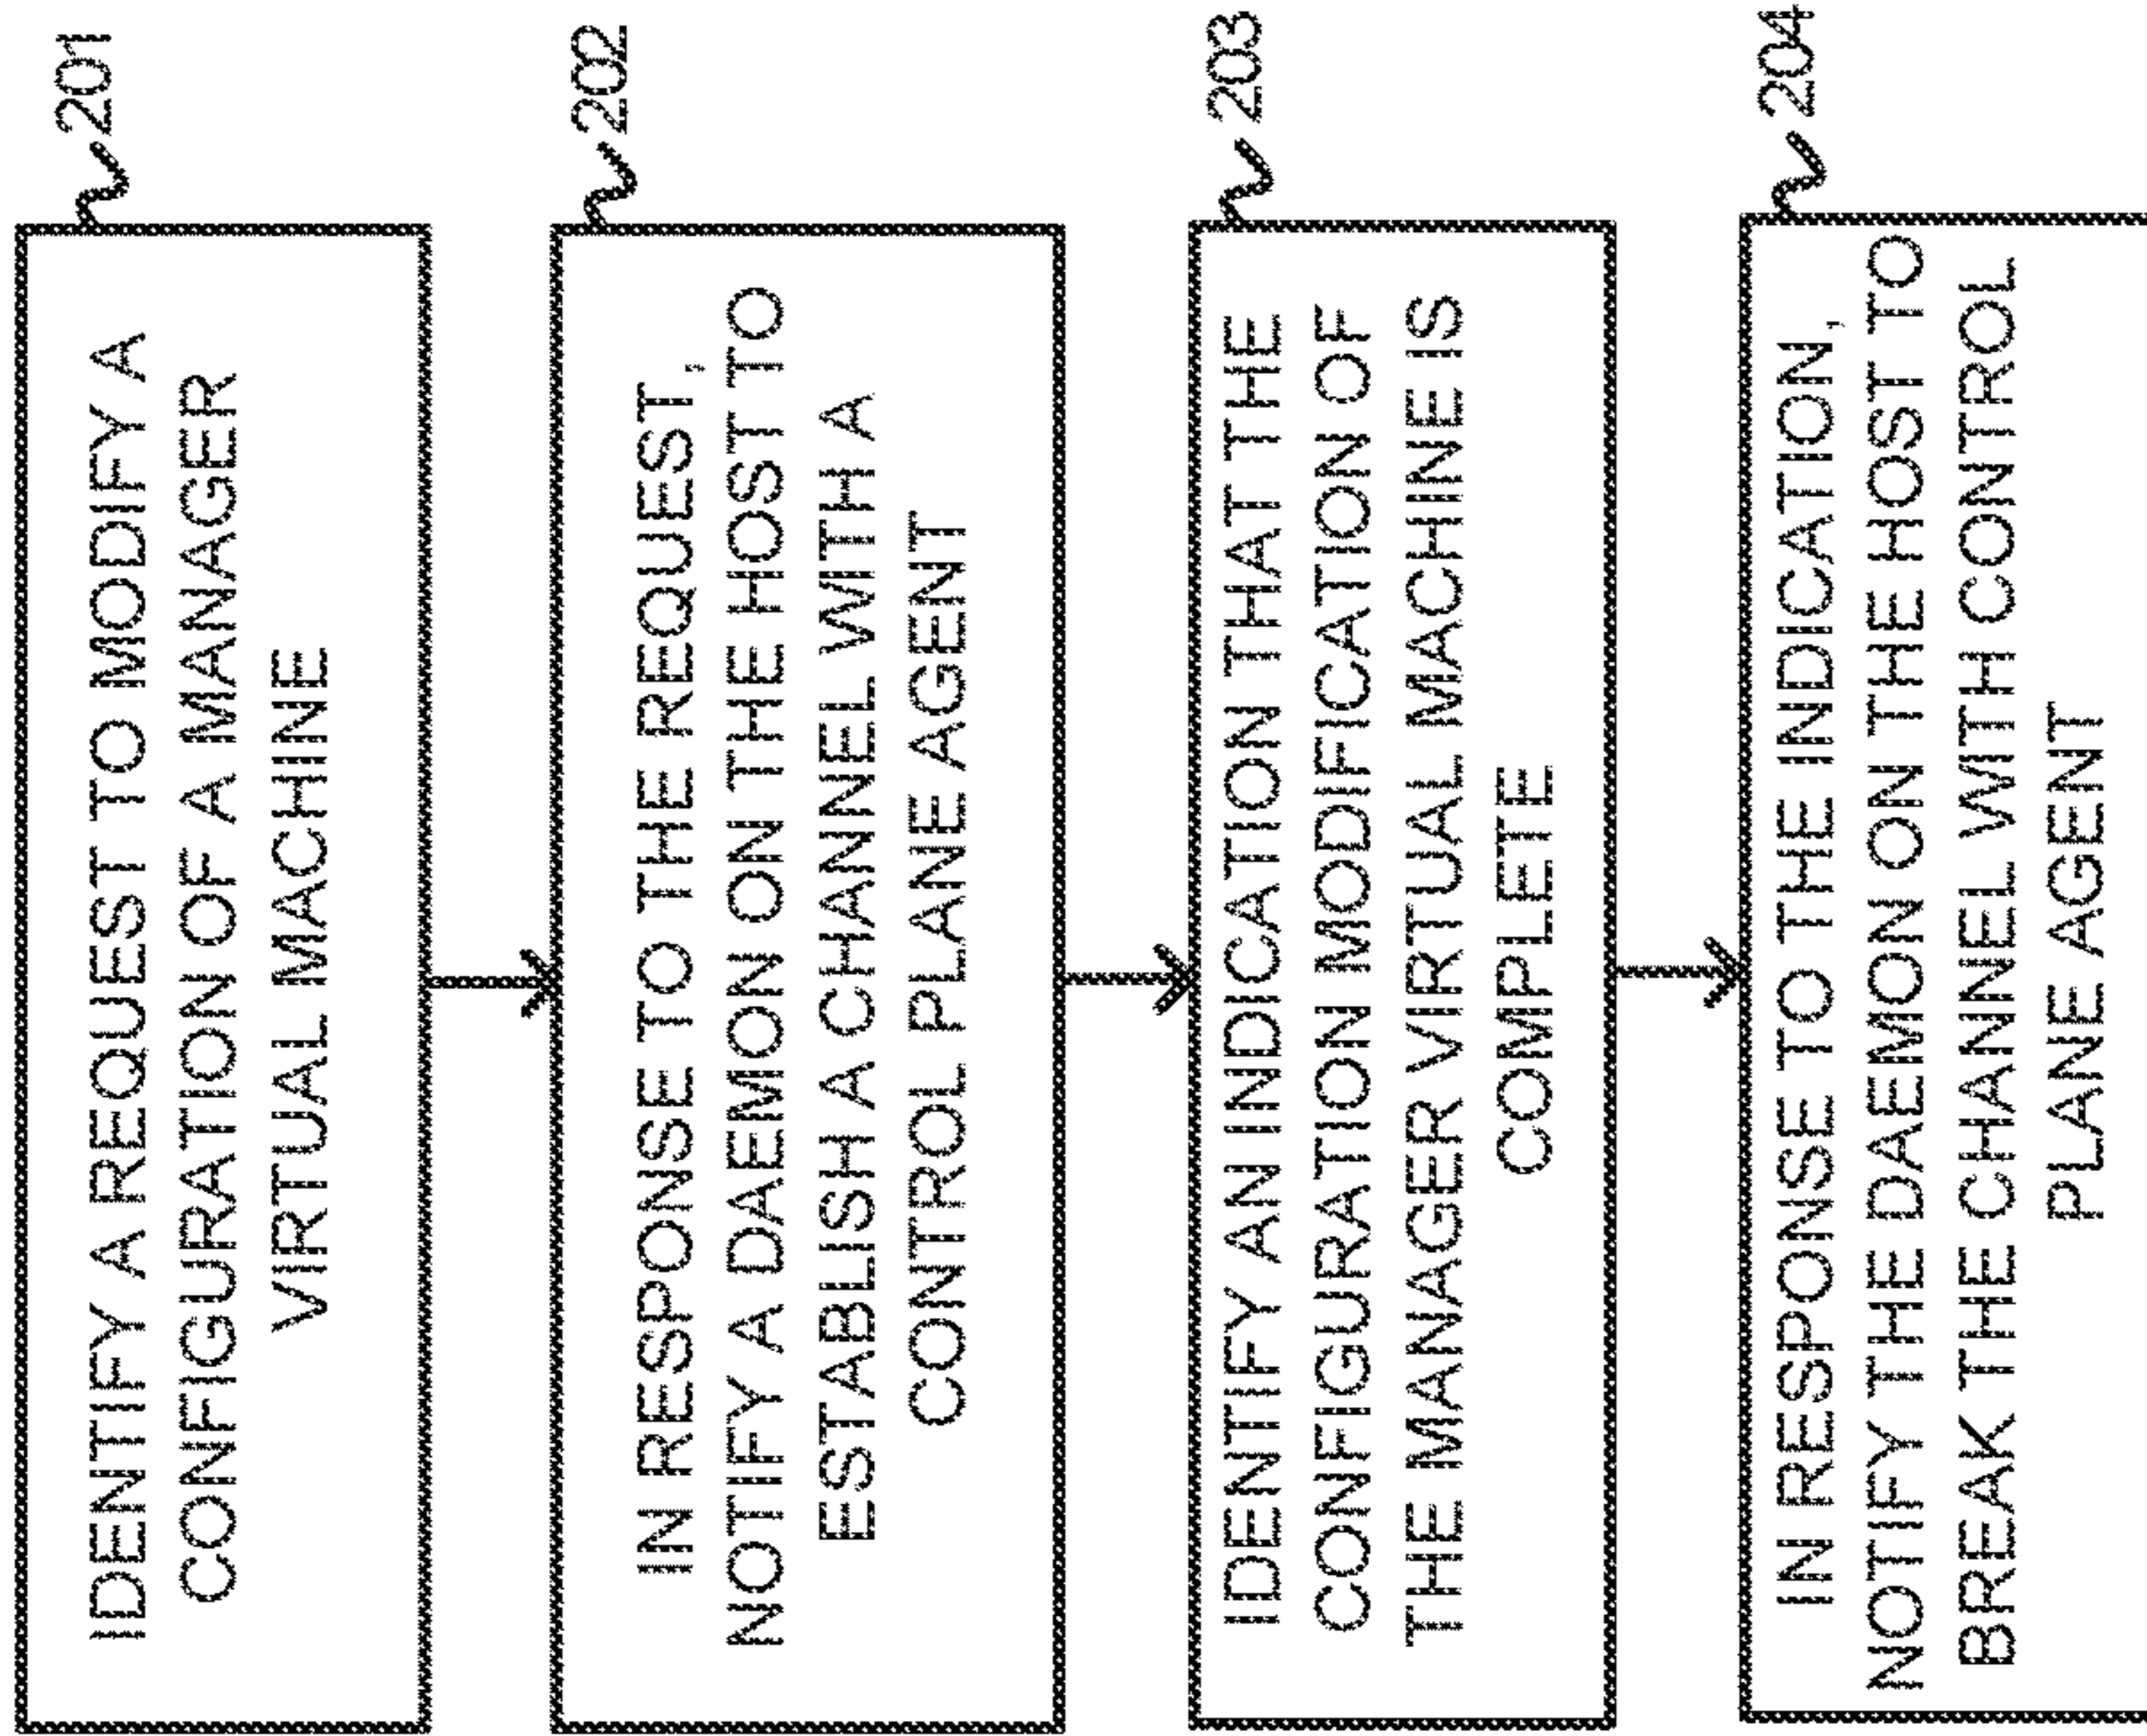 201
IDENTIFY A REQUEST TO MODIFY A
CONFIGURATION OF A MANAGER
VIRTUAL MACHINE
202
IN RESPONSE TO THE REQUEST,
NOTIFY A DAEMON ON THE HOST TO
ESTABLISH A CHANNEL WITH A
CONTROL PLANE AGENT
203
IDENTIFY AN INDICATION THAT THE
CONFIGURATION MODIFICATION OF
THE MANAGER VIRTUAL MACHINE IS
COMPLETE
204
IN RESPONSE TO THE INDICATION,
NOTIFY THE DAEMON ON THE HOST TO
BREAK THE CHANNEL WITH CONTROL
PLANE AGENT